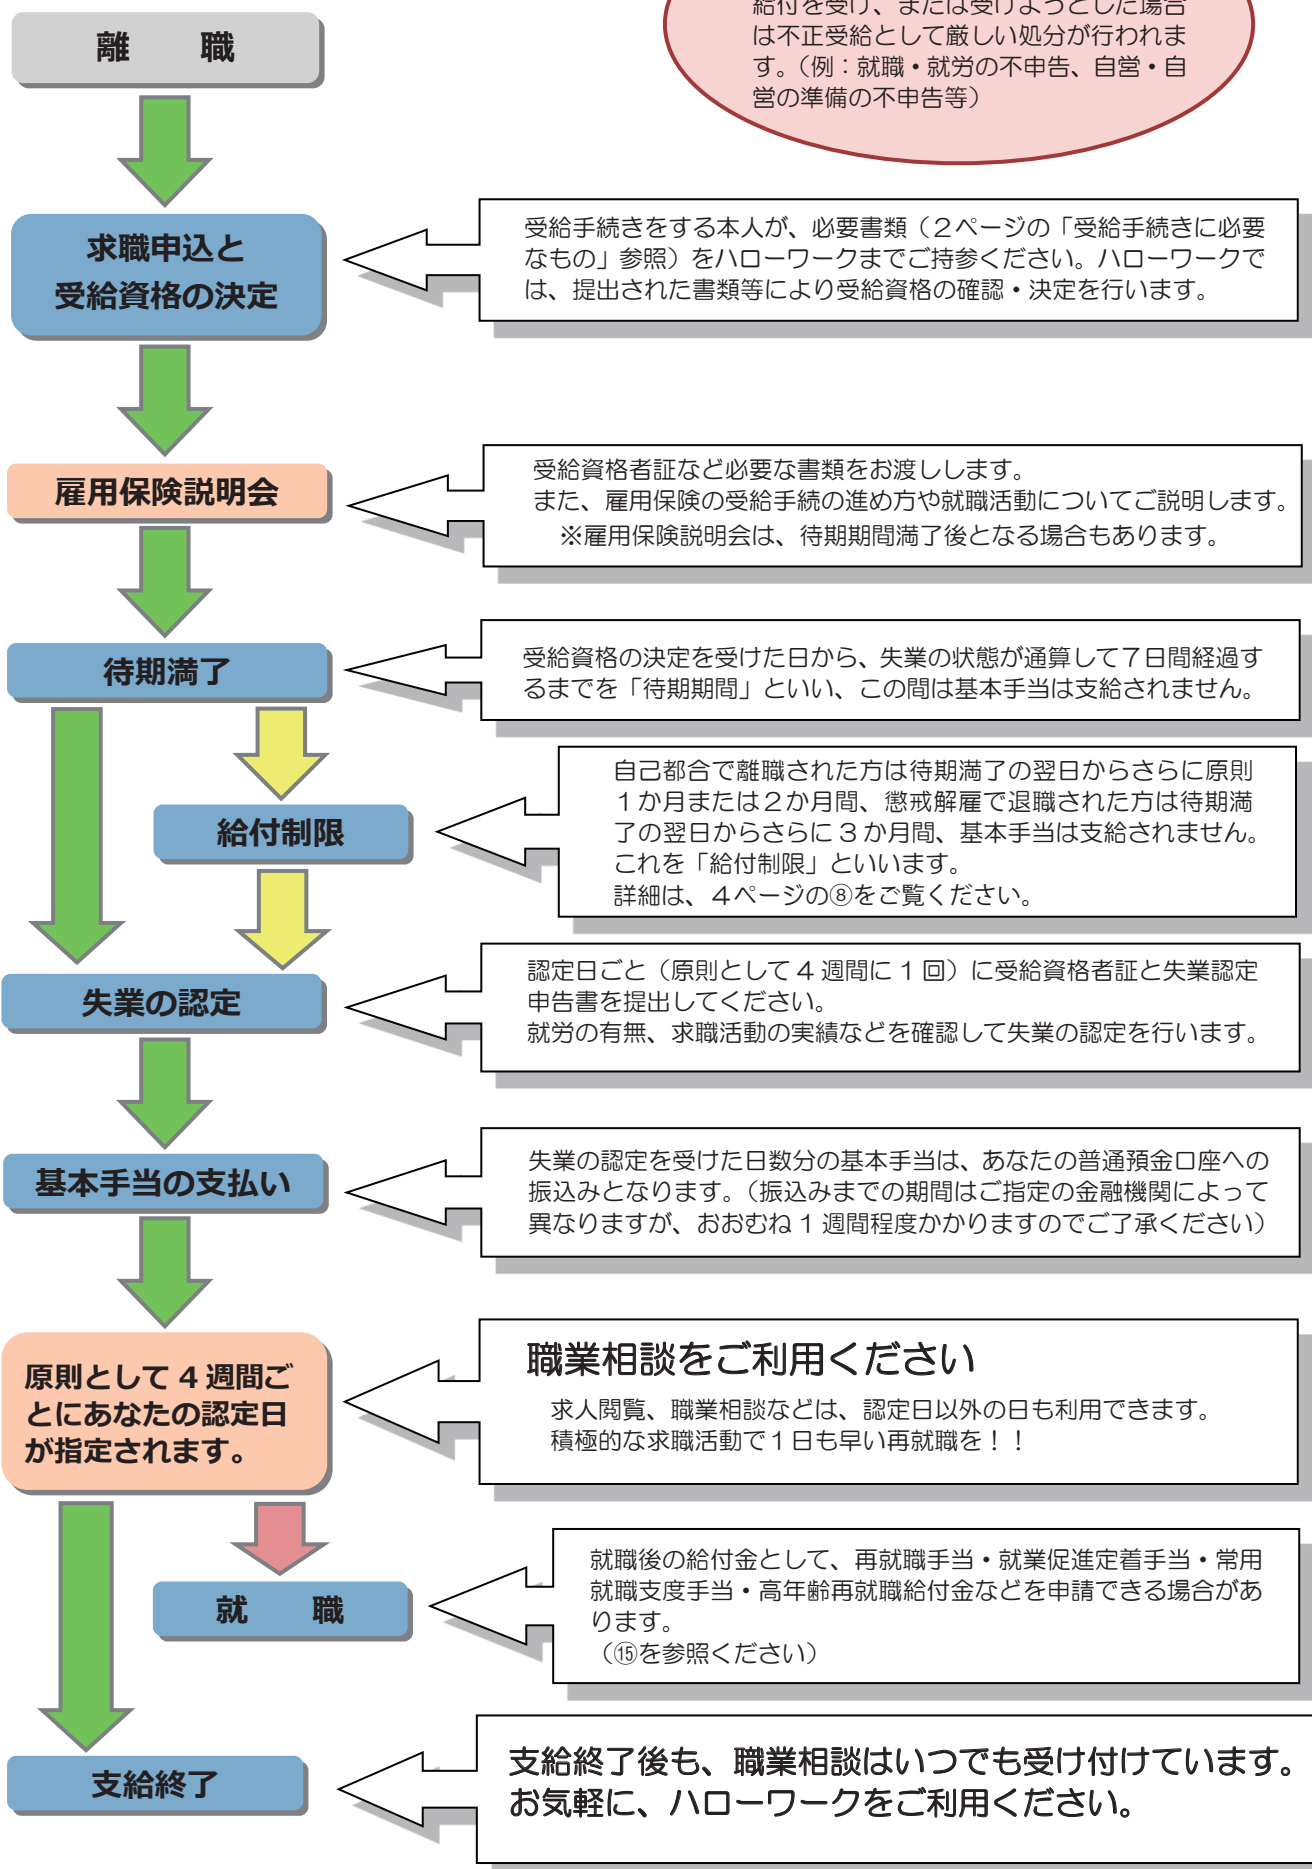 給付を受け、または受けようとした場合
は不正受給として厳しい処分が行われま
す。（例：就職・就労の不申告、自営・自
営の準備の不申告等）
離　職
求職申込と
受給資格の決定
受給手続きをする本人が、必要書類（２ページの「受給手続きに必要
なもの」参照）をハローワークまでご持参ください。ハローワークで
は、提出された書類等により受給資格の確認・決定を行います。
雇用保険説明会
受給資格者証など必要な書類をお渡しします。
また、雇用保険の受給手続の進め方や就職活動についてご説明します。
※雇用保険説明会は、待期期間満了後となる場合もあります。
待期満了
受給資格の決定を受けた日から、失業の状態が通算して７日間経過す
るまでを「待期期間」といい、この間は基本手当は支給されません。
給付制限
自己都合で離職された方は待期満了の翌日からさらに原則
１か月または２か月間、懲戒解雇で退職された方は待期満
了の翌日からさらに３か月間、基本手当は支給されません。
これを「給付制限」といいます。
詳細は、４ページの⑧をご覧ください。
失業の認定
認定日ごと（原則として４週間に１回）に受給資格者証と失業認定
申告書を提出してください。
就労の有無、求職活動の実績などを確認して失業の認定を行います。
基本手当の支払い
失業の認定を受けた日数分の基本手当は、あなたの普通預金口座への
振込みとなります。（振込みまでの期間はご指定の金融機関によって
異なりますが、おおむね１週間程度かかりますのでご了承ください）
原則として４週間ご
とにあなたの認定日
が指定されます。
職業相談をご利用ください
求人閲覧、職業相談などは、認定日以外の日も利用できます。
積極的な求職活動で１日も早い再就職を！！
就　職
就職後の給付金として、再就職手当・就業促進定着手当・常用
就職支度手当・高年齢再就職給付金などを申請できる場合があ
ります。
（⑮を参照ください）
支給終了
支給終了後も、職業相談はいつでも受け付けています。
お気軽に、ハローワークをご利用ください。